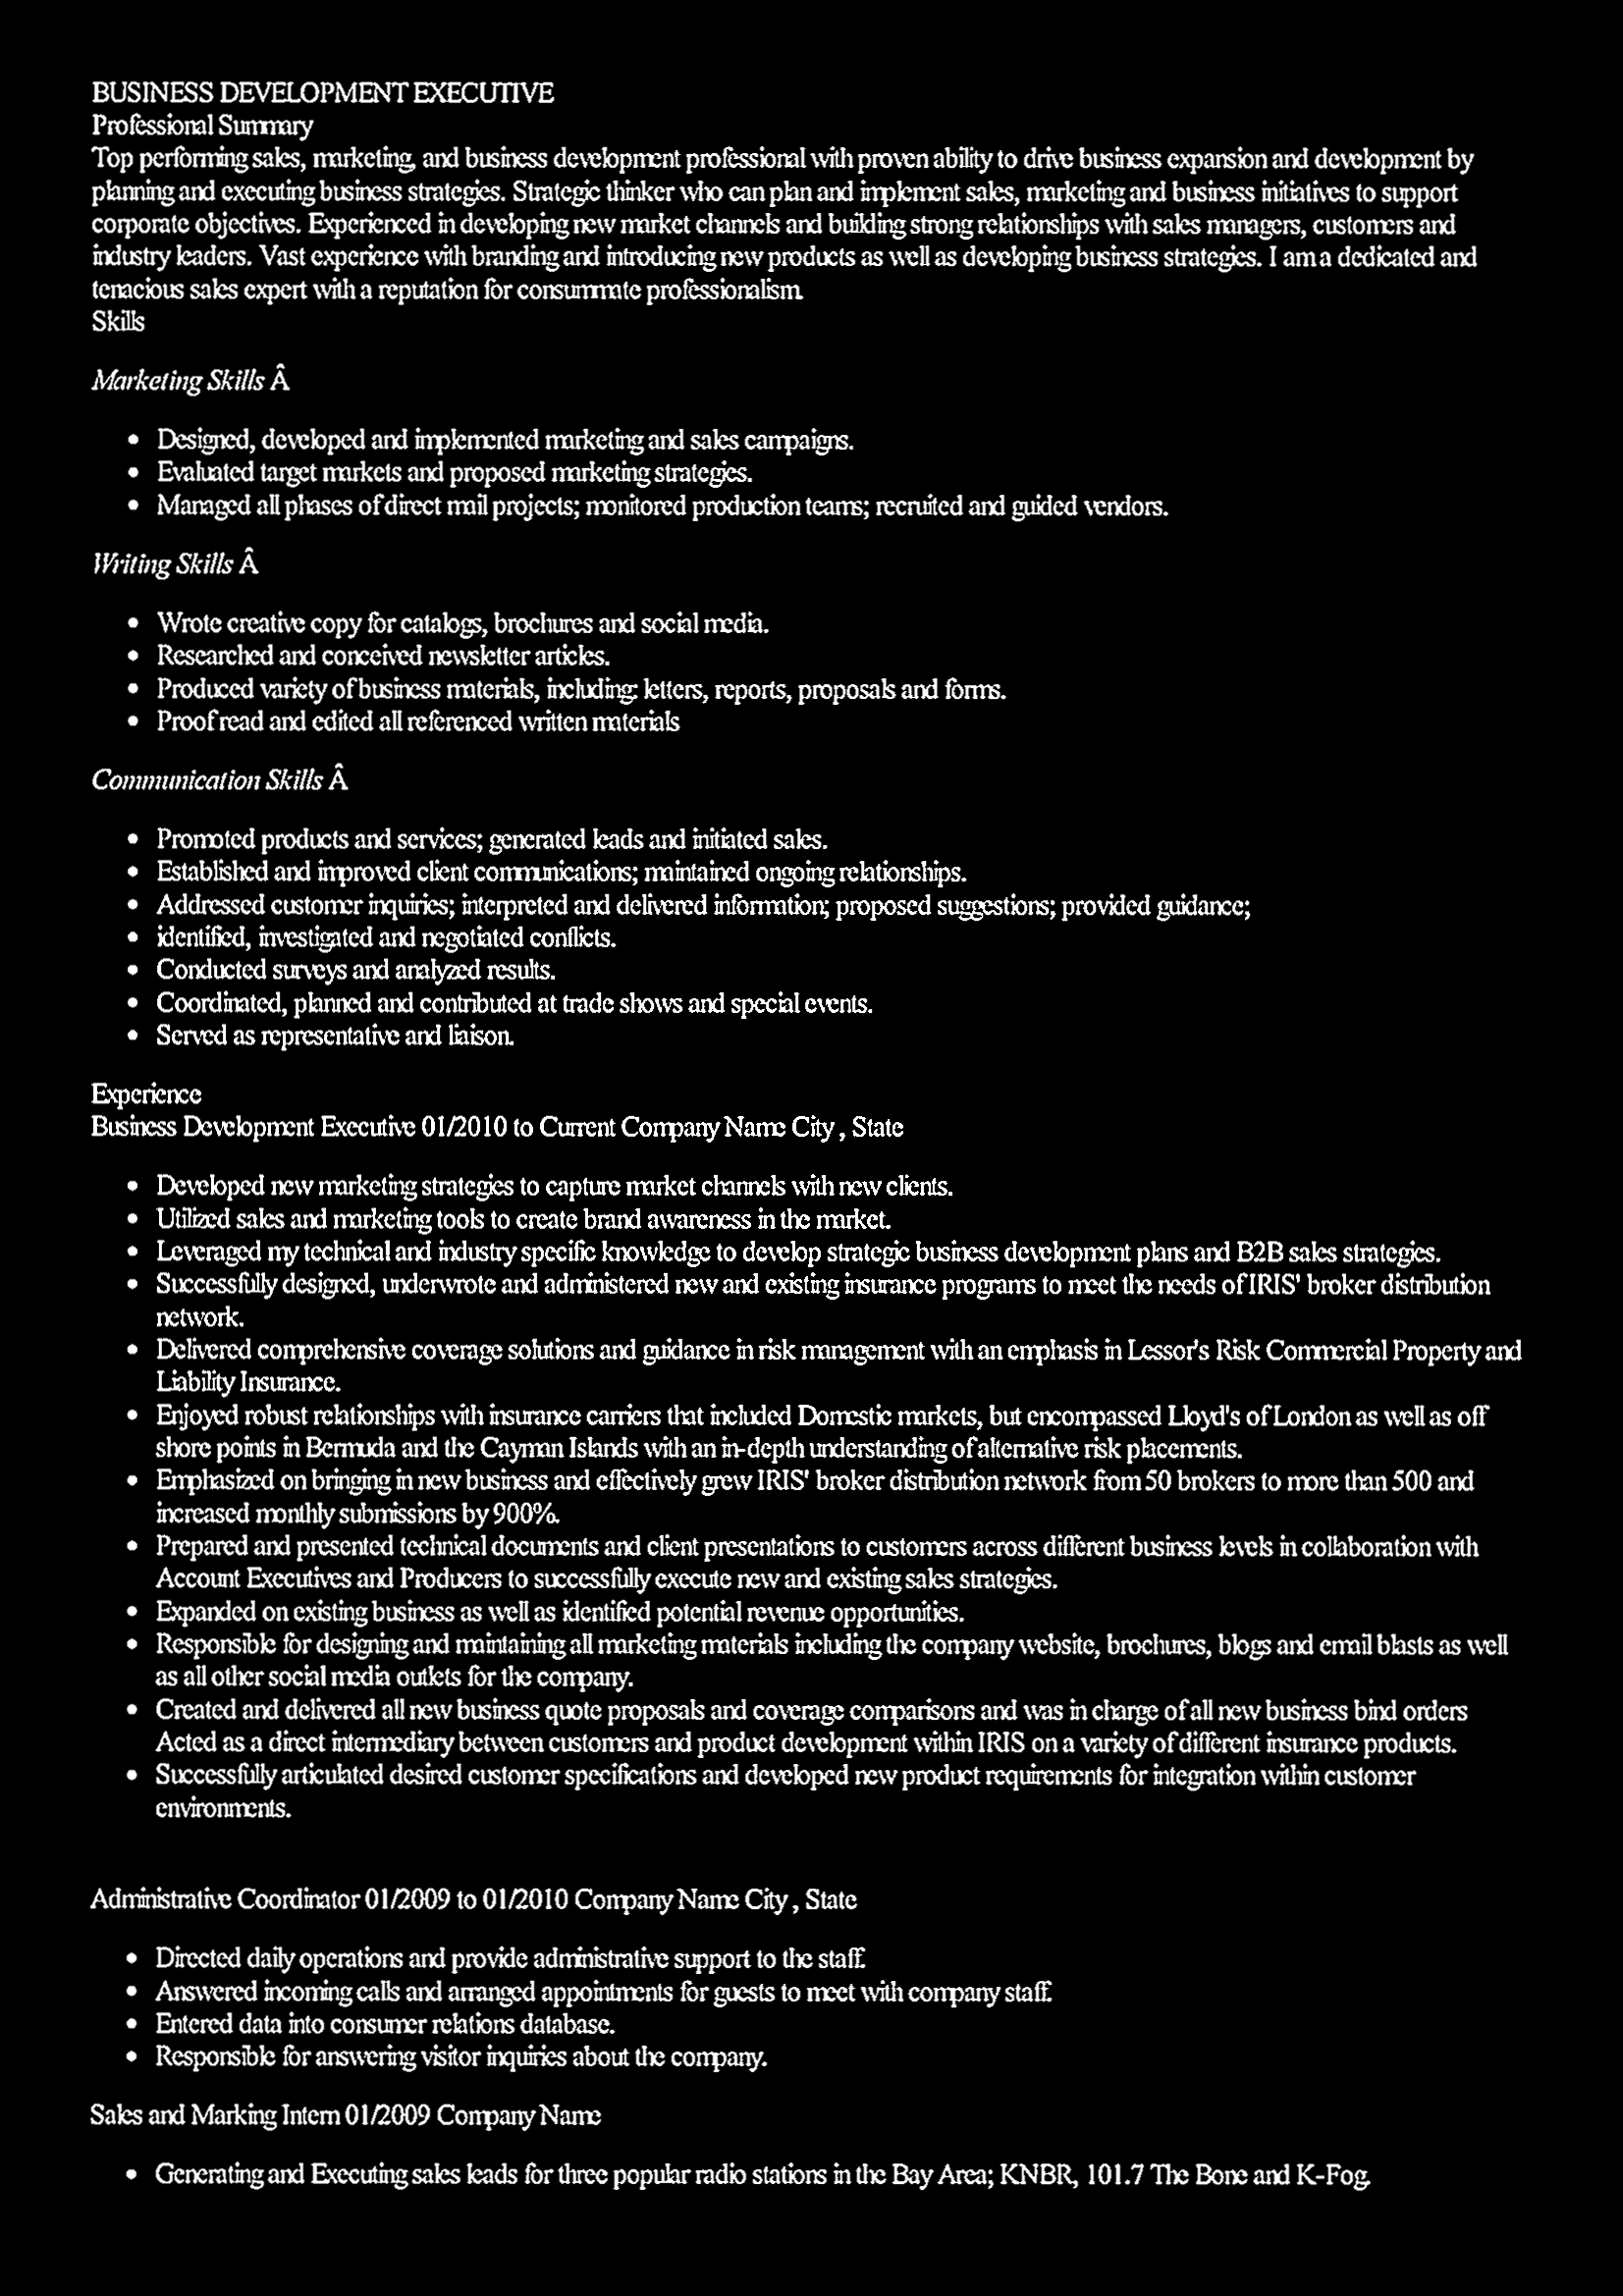 BUSINESS DEVELOPMENT EXECUTIVE
Professional Summary
Top performing sales, marketing, and business development professional with proven ability to drive business expansion and development by
planning and executing business strategies. Strategic thinker who can plan and implement sales, marketing and business initiatives to support
corporate objectives. Experienced in developing new market channels and building strong relationships with sales managers, customers and
industry leaders. Vast experience with branding and introducing new products as well as developing business strategies. I am a dedicated and
tenacious sales expert with a reputation for consummate professionalism.
Skills
Marketing Skills Â
• Designed, developed and implemented marketing and sales campaigns.
• Evaluated target markets and proposed marketing strategies.
• Managed all phases of direct mail projects; monitored production teams; recruited and guided vendors.
Writing Skills Â
• Wrote creative copy for catalogs, brochures and social media.
• Researched and conceived newsletter articles.
• Produced variety of business materials, including: letters, reports, proposals and forms.
• Proof read and edited all referenced written materials
Communication Skills Â
• Promoted products and services; generated leads and initiated sales.
• Established and improved client communications; maintained ongoing relationships.
• Addressed customer inquiries; interpreted and delivered information; proposed suggestions; provided guidance;
• identified, investigated and negotiated conflicts.
• Conducted surveys and analyzed results.
• Coordinated, planned and contributed at trade shows and special events.
• Served as representative and liaison.
Experience
Business Development Executive 01/2010 to Current Company Name City , State
• Developed new marketing strategies to capture market channels with new clients.
• Utilized sales and marketing tools to create brand awareness in the market.
• Leveraged my technical and industry specific knowledge to develop strategic business development plans and B2B sales strategies.
• Successfully designed, underwrote and administered new and existing insurance programs to meet the needs of IRIS' broker distribution
network.
• Delivered comprehensive coverage solutions and guidance in risk management with an emphasis in Lessor's Risk Commercial Property and
Liability Insurance.
• Enjoyed robust relationships with insurance carriers that included Domestic markets, but encompassed Lloyd's of London as well as off
shore points in Bermuda and the Cayman Islands with an in-depth understanding of alternative risk placements.
• Emphasized on bringing in new business and effectively grew IRIS' broker distribution network from 50 brokers to more than 500 and
increased monthly submissions by 900%.
• Prepared and presented technical documents and client presentations to customers across different business levels in collaboration with
Account Executives and Producers to successfully execute new and existing sales strategies.
• Expanded on existing business as well as identified potential revenue opportunities.
• Responsible for designing and maintaining all marketing materials including the company website, brochures, blogs and email blasts as well
as all other social media outlets for the company.
• Created and delivered all new business quote proposals and coverage comparisons and was in charge of all new business bind orders
Acted as a direct intermediary between customers and product development within IRIS on a variety of different insurance products.
• Successfully articulated desired customer specifications and developed new product requirements for integration within customer
environments.
Administrative Coordinator 01/2009 to 01/2010 Company Name City , State
• Directed daily operations and provide administrative support to the staff.
• Answered incoming calls and arranged appointments for guests to meet with company staff.
• Entered data into consumer relations database.
• Responsible for answering visitor inquiries about the company.
Sales and Marking Intern 01/2009 Company Name
• Generating and Executing sales leads for three popular radio stations in the Bay Area; KNBR, 101.7 The Bone and K-Fog.